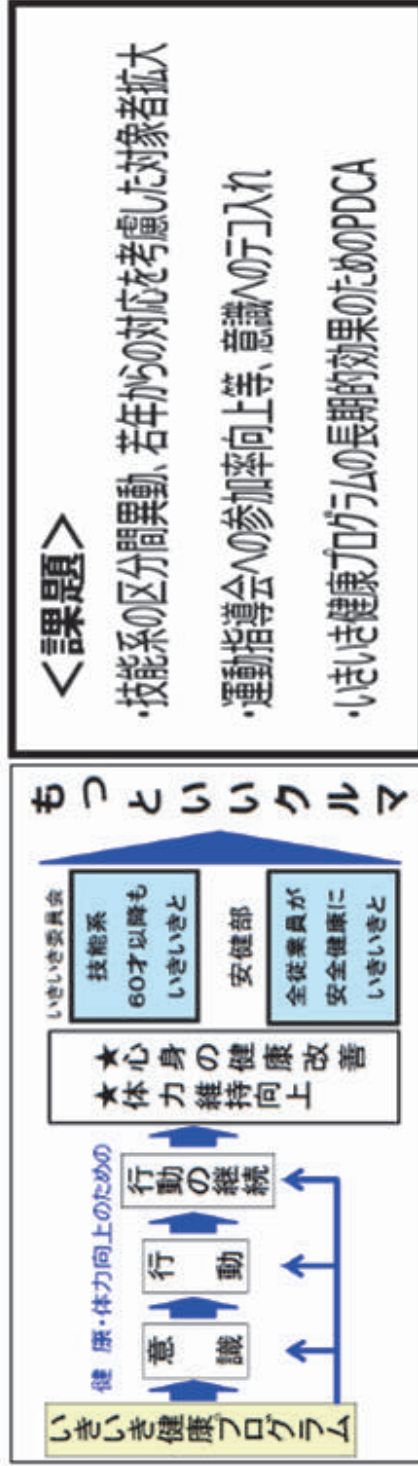 いきいき健康プログラム
健康・体力向上のための
意識
行動
行動の継続
★心身の健康改善
★体力維持向上
いきいき委員会
技能系
60才以降も
いきいきと
安健部
全従業員が
安全健康に
いきいきと
もっといいクルマ
＜課題＞
・技能系の区分間異動、若年からの対応を考慮した対象者拡大
・運動指導会への参加率向上等、意識へのテコ入れ
・いきいき健康プログラムの長期的効果のためのPDCA